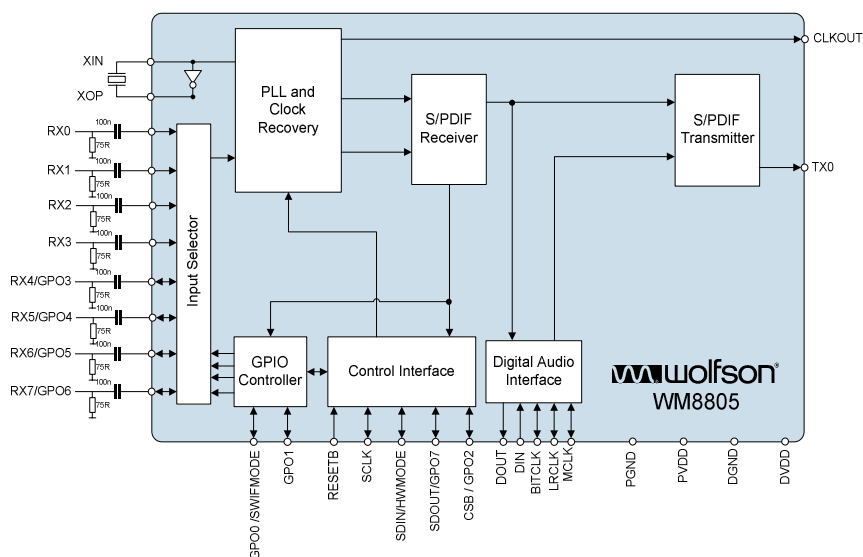 CLKOUT
XIN
XOP
PLL and
Clock
Recovery
S/PDIF
Receiver
S/PDIF
Transmitter
TX0
RX0
100n
75R
RX1
100n
75R
RX2
100n
75R
RX3
100n
75R
RX4/GPO3
100n
75R
RX5/GPO4
100n
75R
RX6/GPO5
100n
75R
RX7/GPO6
100n
75R
Input Selector
GPIO
Controller
Control Interface
Digital Audio
Interface
wolfson®
WM8805
GPO0 /SWIFMODE
GPO1
RESETB
SCLK
SDIN/HWMODE
SDOUT/GPO7
CSB / GPO2
DOUT
DIN
BITCLK
LRCLK
MCLK
PGND
PVDD
DGND
DVDD